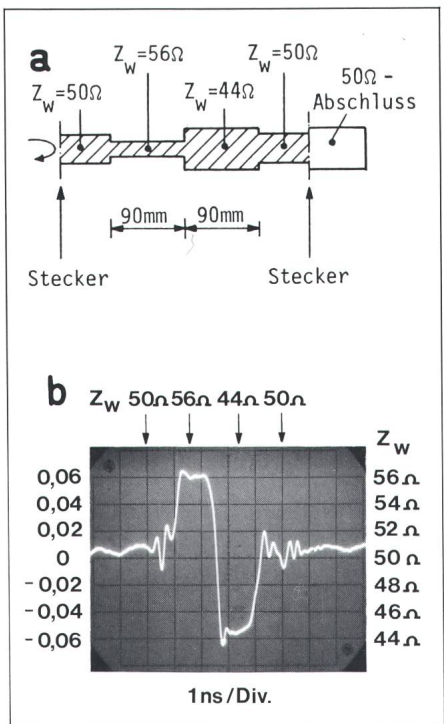 a
Z_W=56Ω Z_W=50Ω
Z_W=50Ω Z_W=44Ω 50Ω-
Abschluss
90mm 90mm
Stecker Stecker
b
Z_W 50Ω 56Ω 44Ω 50Ω
Z_W
0,06 56Ω
0,04 54Ω
0,02 52Ω
0 50Ω
-0,02 48Ω
-0,04 46Ω
-0,06 44Ω
1ns/Div.